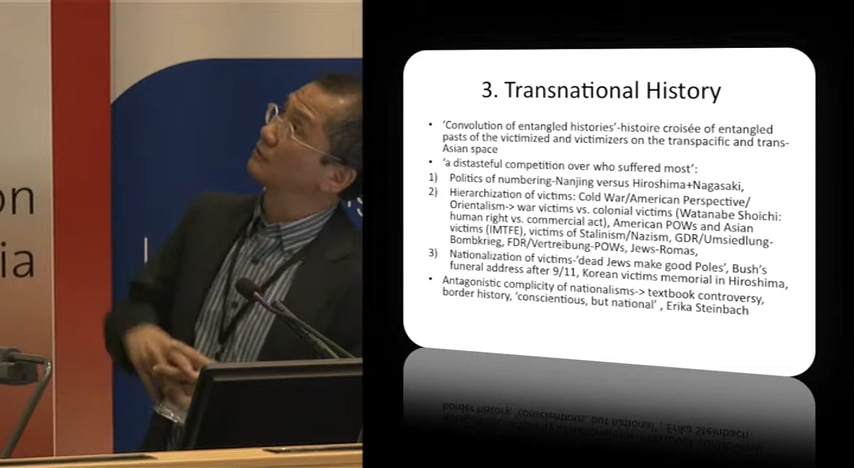 on
ia
3. Transnational History
• 'Convolution of entangled histories'-histoire croisée of entangled
pasts of the victimized and victimizers on the transpacific and trans-
Asian space
• 'a distasteful competition over who suffered most':
1) Politics of numbering-Nanjing versus Hiroshima+Nagasaki,
2) Hierarchization of victims: Cold War/American Perspective/
Orientalism-> war victims vs. colonial victims (Watanabe Shoichi:
human right vs. commercial act), American POWs and Asian
victims (IMTFE), victims of Stalinism/Nazism, GDR/Umsiedlung-
Bombkrieg, FDR/Vertreibung-POWs, Jews-Romas,
3) Nationalization of victims-'dead Jews make good Poles', Bush's
funeral address after 9/11, Korean victims memorial in Hiroshima,
• Antagonistic complicity of nationalisms-> textbook controversy,
border history, 'conscientious, but national' , Erika Steinbach